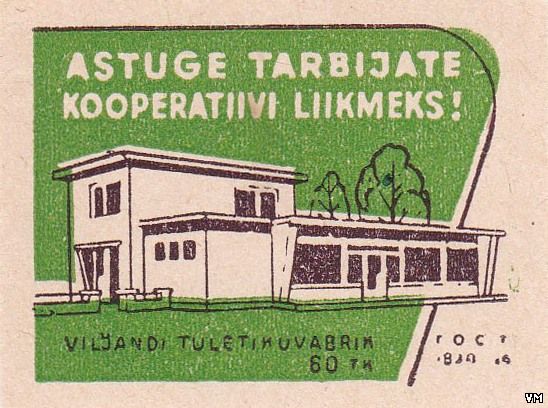 ASTUGE TARBIJATE
KOOPERATIIVI LIIKMEKS!
VILJANDI TULETIKUVABRIK
60 TK
ГОСТ
VM